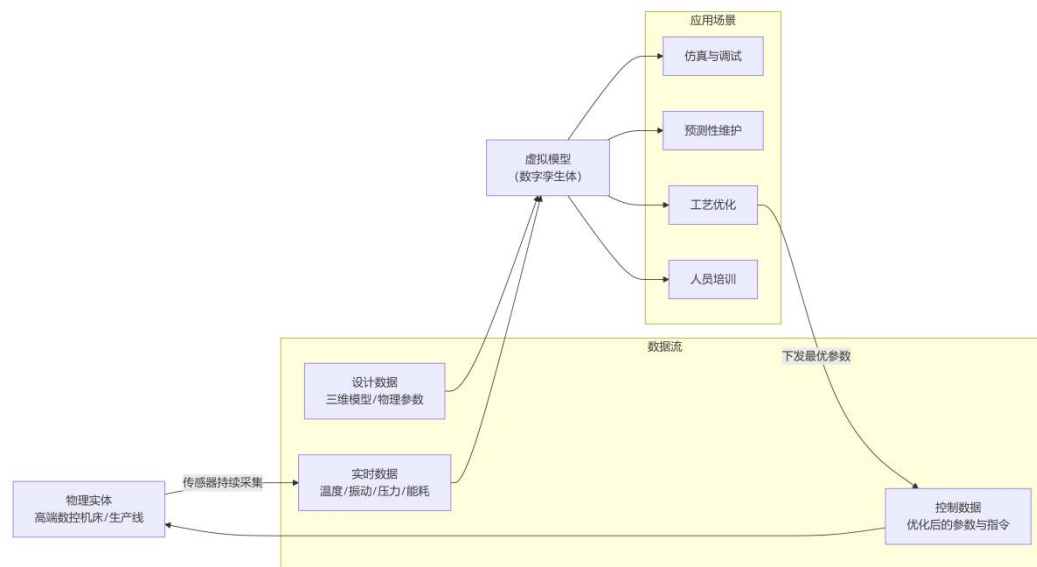 应用场景
仿真与调试
预测性维护
虚拟模型
(数字孪生体)
工艺优化
人员培训
数据流
下发最优参数
设计数据
三维模型/物理参数
传感器持续采集
实时数据
温度/振动/压力/能耗
物理实体
高端数控机床/生产线
控制数据
优化后的参数与指令